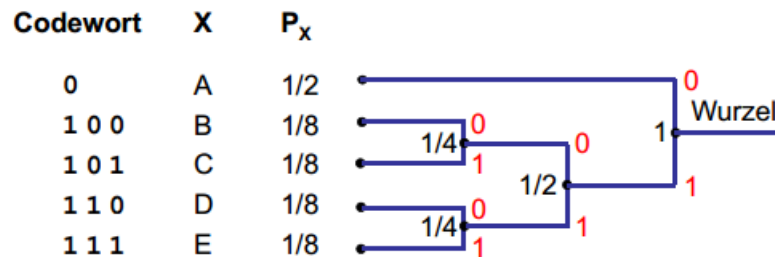 Codewort X P_X
0 A 1/2 0
Wurzel
1 0 0 B 1/8 0 1
1/4 0
1 0 1 C 1/8 1
1/2 1
1 1 0 D 1/8 0
1/4 1
1 1 1 E 1/8 1